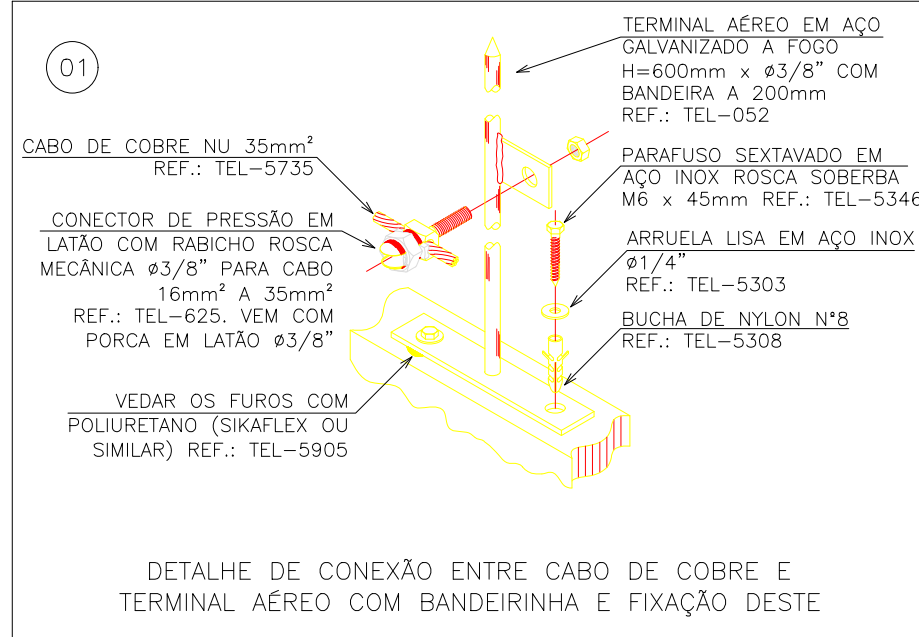 01
TERMINAL AÉREO EM AÇO
GALVANIZADO A FOGO
H=600mm x ø3/8” COM
BANDEIRA A 200mm
REF.: TEL-052
CABO DE COBRE NU 35mm²
REF.: TEL-5735
PARAFUSO SEXTAVADO EM
AÇO INOX ROSCA SOBERBA
M6 x 45mm REF.: TEL-5346
CONECTOR DE PRESSÃO EM
LATÃO COM RABICHO ROSCA
MECÂNICA ø3/8” PARA CABO
16mm² A 35mm²
REF.: TEL-625. VEM COM
PORCA EM LATÃO ø3/8”
ARRUELA LISA EM AÇO INOX
ø1/4”
REF.: TEL-5303
BUCHA DE NYLON N°8
REF.: TEL-5308
VEDAR OS FUROS COM
POLIURETANO (SIKAFLEX OU
SIMILAR) REF.: TEL-5905
DETALHE DE CONEXÃO ENTRE CABO DE COBRE E
TERMINAL AÉREO COM BANDEIRINHA E FIXAÇÃO DESTE